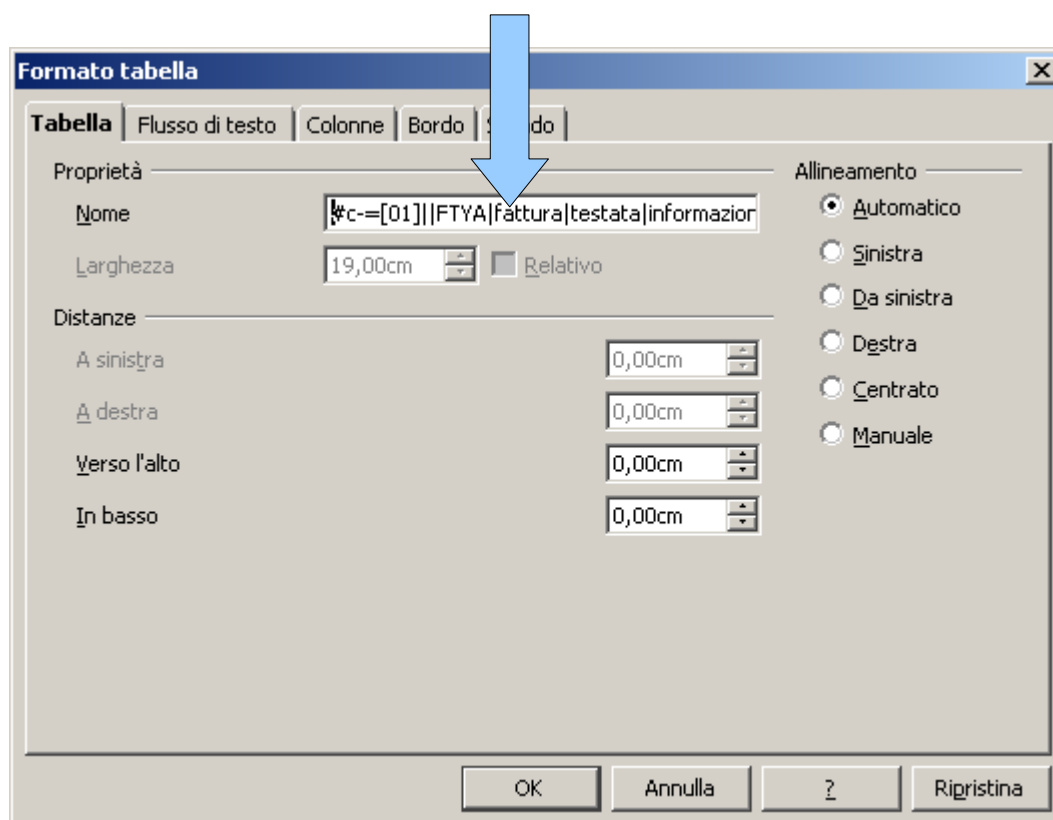 Formato tabella
Tabella Flusso di testo Colonne Bordo
Proprietà
Nome #c-=[01]||FTYA|fattura|testata|informazion
Larghezza 19,00cm Relativo
Distanze
A sinistra 0,00cm
A destra 0,00cm
Verso l'alto 0,00cm
In basso 0,00cm
Allineamento
Automatico
Sinistra
Da sinistra
Destra
Centrato
Manuale
OK Annulla ? Ripristina